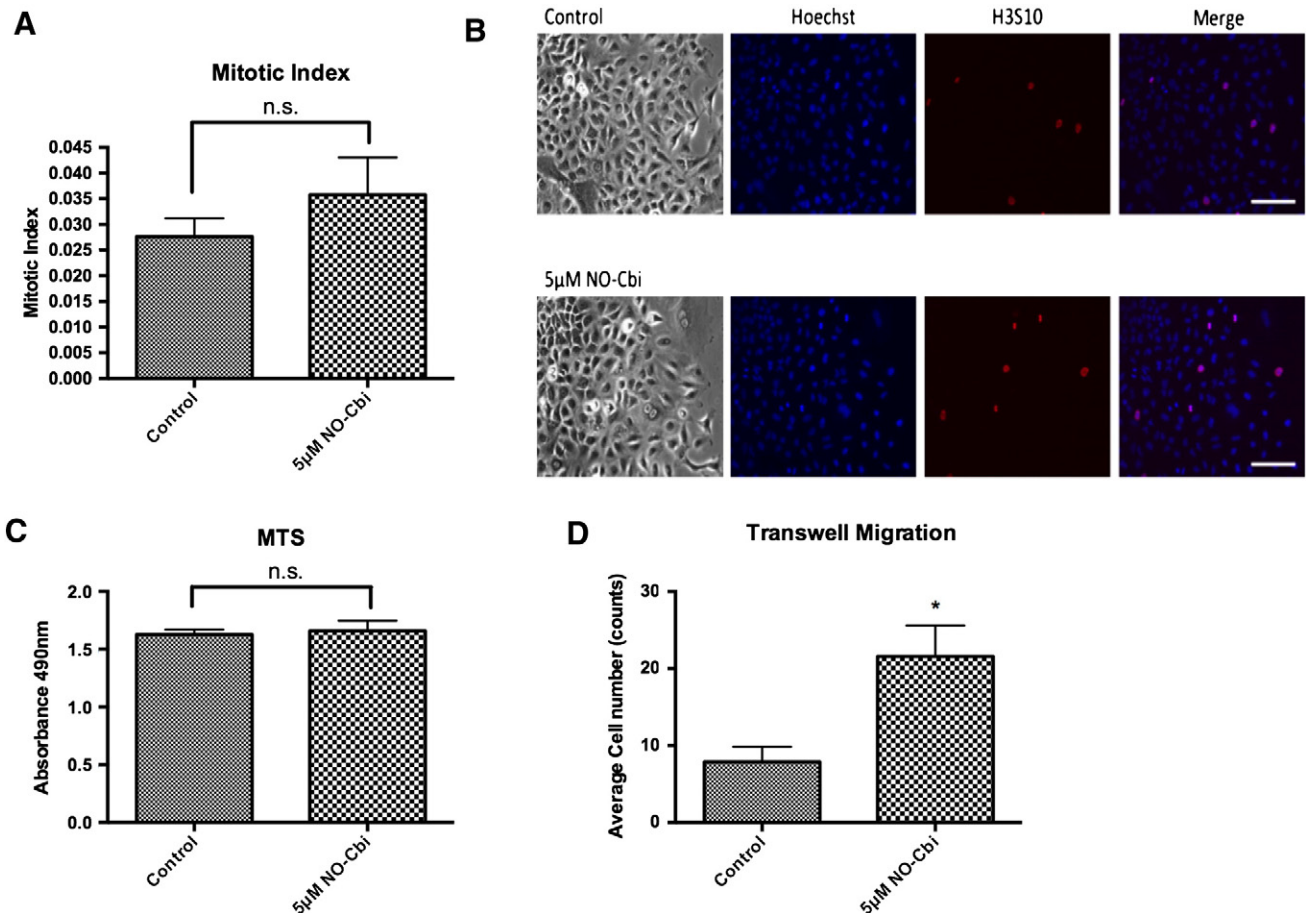 A
Mitotic Index
n.s.
Mitotic Index
0.045
0.040
0.035
0.030
0.025
0.020
0.015
0.010
0.005
0.000
Control
5µM NO-Cbi
B
Control
Hoechst
H3S10
Merge
5µM NO-Cbi
C
MTS
n.s.
Absorbance 490nm
2.0
1.5
1.0
0.5
0.0
Control
5µM NO-Cbi
D
Transwell Migration
Average Cell number (counts)
30
20
10
0
*
Control
5µM NO-Cbi